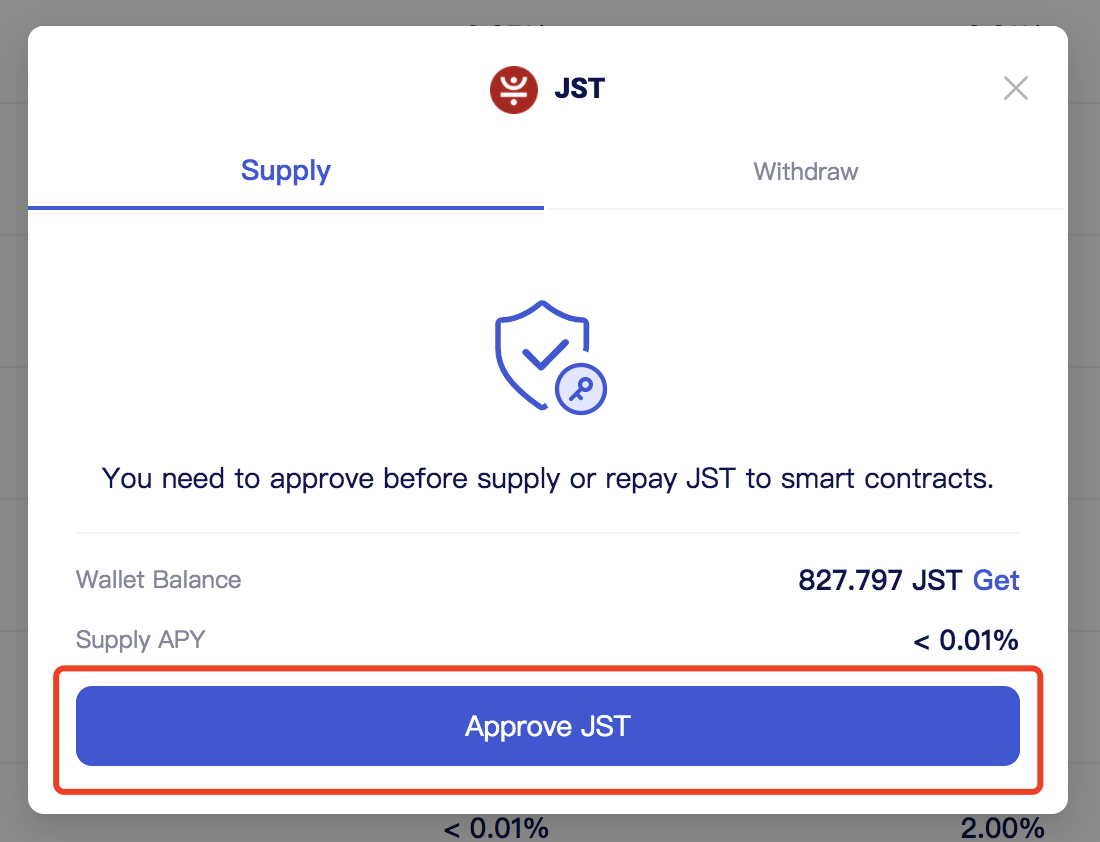 JST
Supply
Withdraw
You need to approve before supply or repay JST to smart contracts.
Wallet Balance
827.797 JST Get
Supply APY
< 0.01%
Approve JST
< 0.01%
2.00%